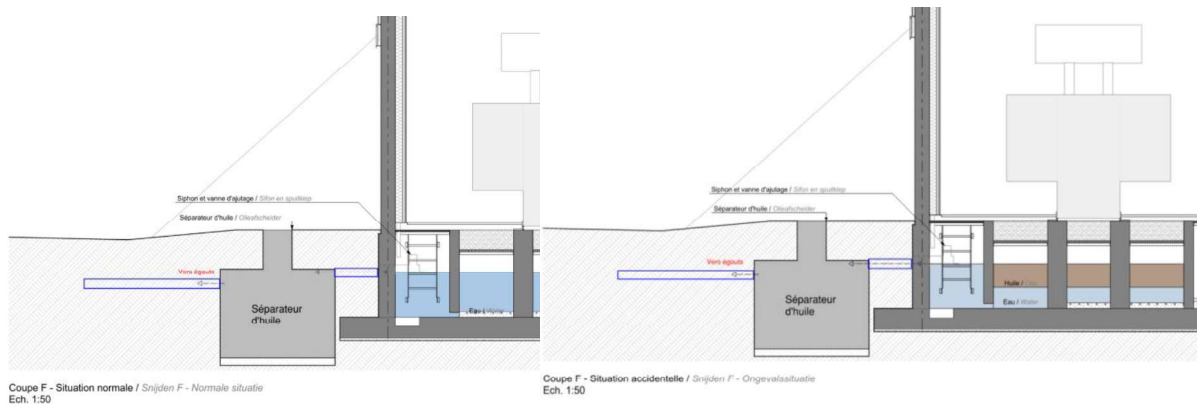 Siphon et vanne d'ajutage / Sifon en spuitklep
Séparateur d'huile / Olieafscheider
Vers égouts
Séparateur
d'huile
Eau / Water
Coupe F - Situation normale / Snijden F - Normale situatie
Ech. 1:50
Siphon et vanne d'ajutage / Sifon en spuitklep
Séparateur d'huile / Olieafscheider
Vers égouts
Séparateur
d'huile
Huile /
Eau / Water
Coupe F - Situation accidentelle / Snijden F - Ongevalssituatie
Ech. 1:50